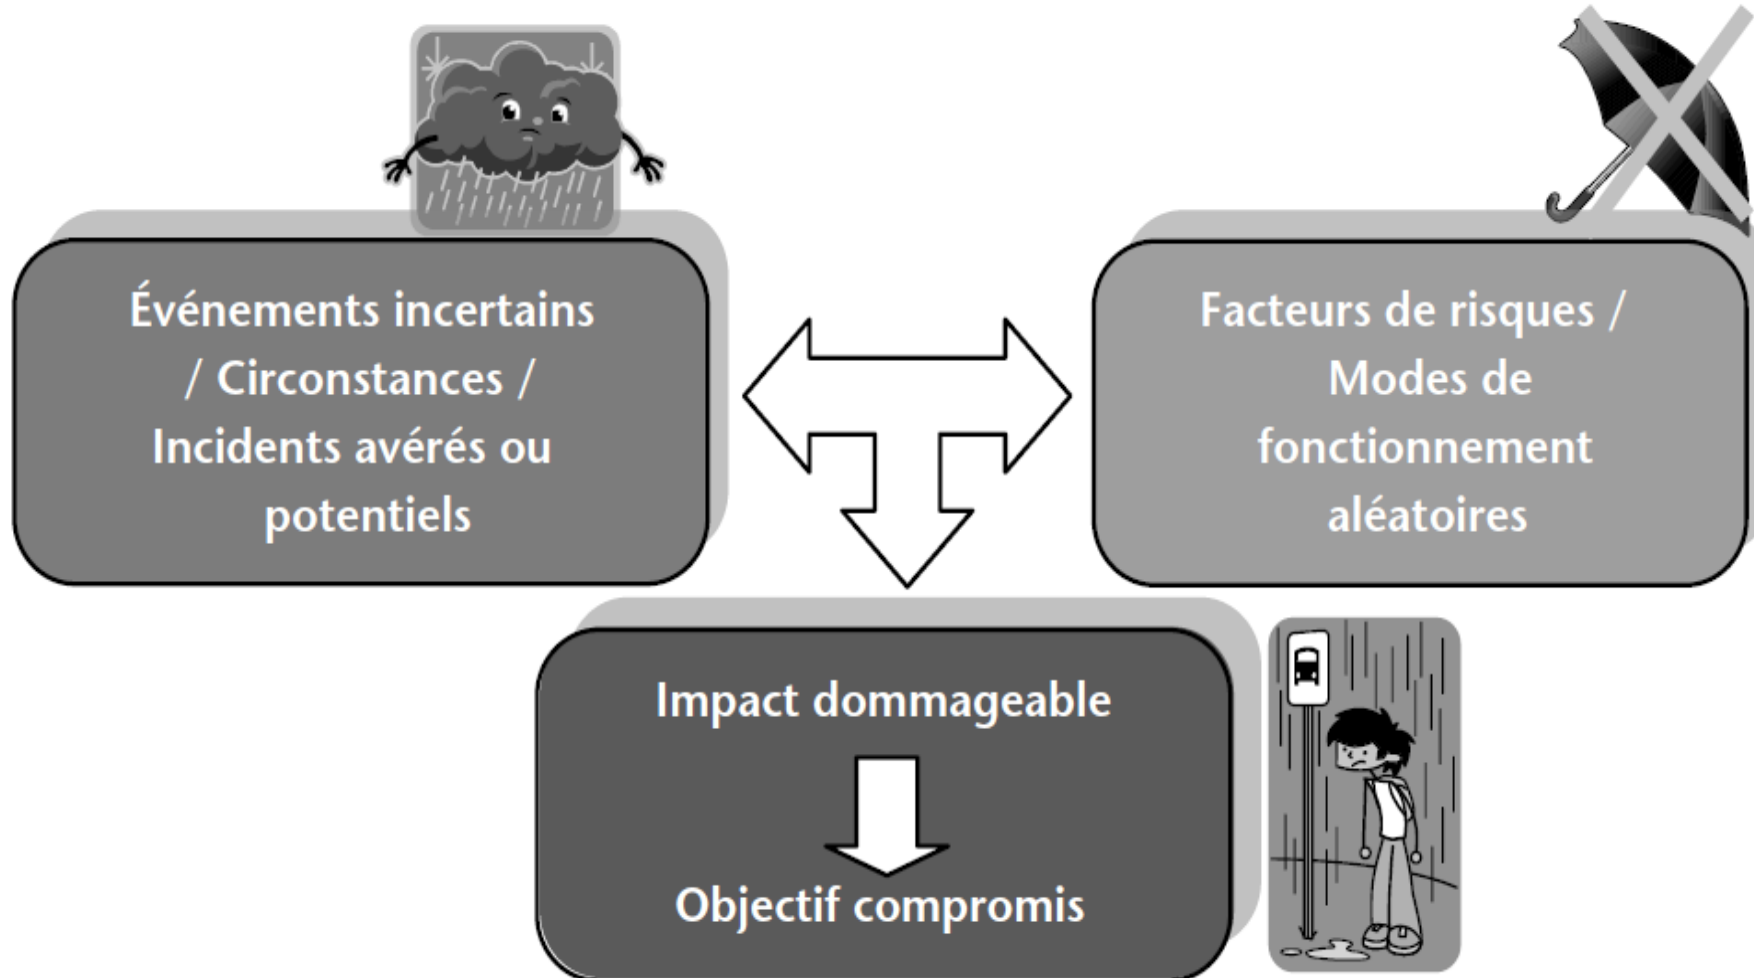 Événements incertains
/ Circonstances /
Incidents avérés ou
potentiels
Facteurs de risques /
Modes de
fonctionnement
aléatoires
Impact dommageable
Objectif compromis